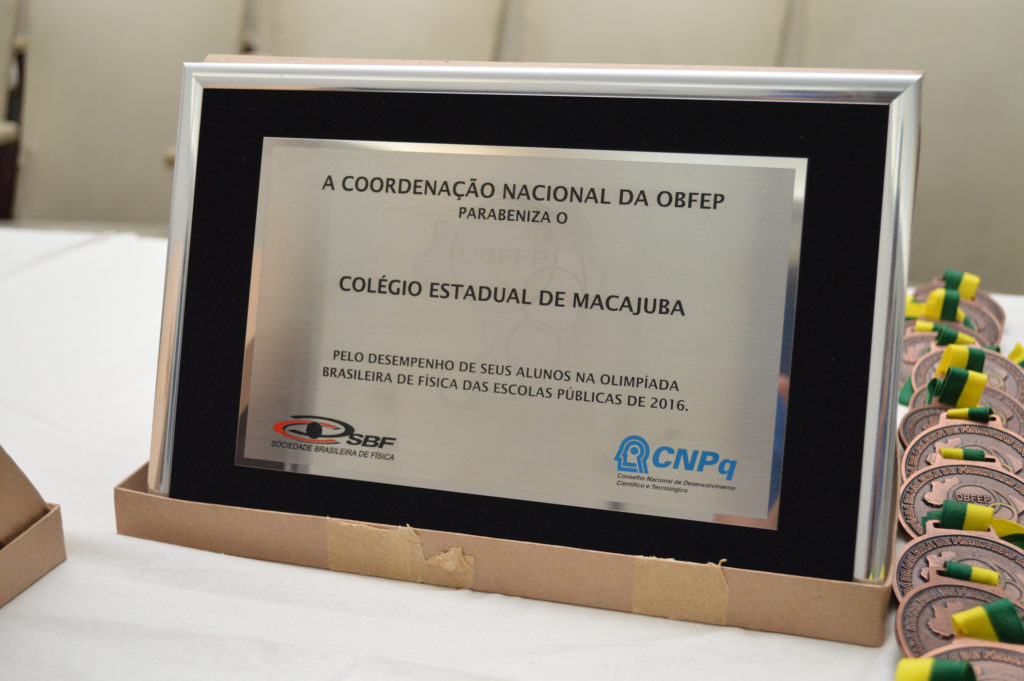 A COORDENAÇÃO NACIONAL DA OBFEP
PARABENIZA O
OBFEP
COLÉGIO ESTADUAL DE MACAJUBA
PELO DESEMPENHO DE SEUS ALUNOS NA OLIMPÍADA
BRASILEIRA DE FÍSICA DAS ESCOLAS PÚBLICAS DE 2016.
SBF
SOCIEDADE BRASILEIRA DE FÍSICA
CNPq
Conselho Nacional de Desenvolvimento
Científico e Tecnológico
OBFEP